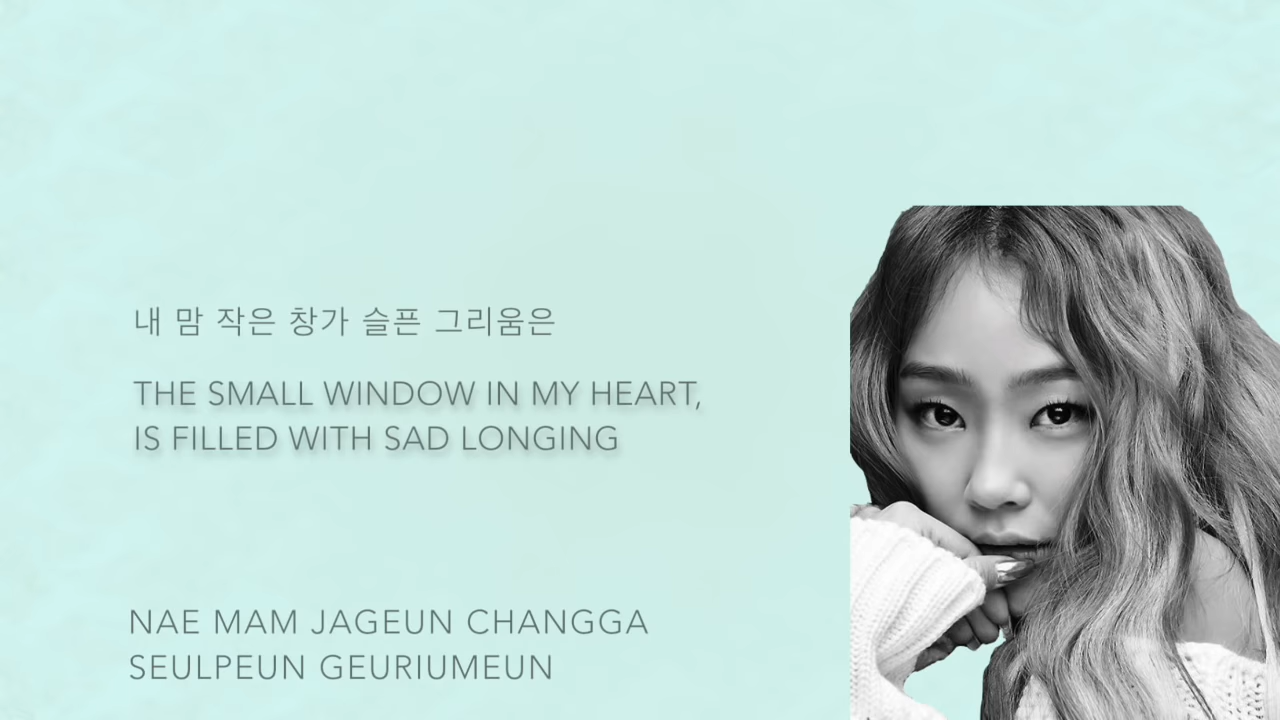 내 맘 작은 창가 슬픈 그리움은
THE SMALL WINDOW IN MY HEART,
IS FILLED WITH SAD LONGING
NAE MAM JAGEUN CHANGGA
SEULPEUN GEURIUMEUN